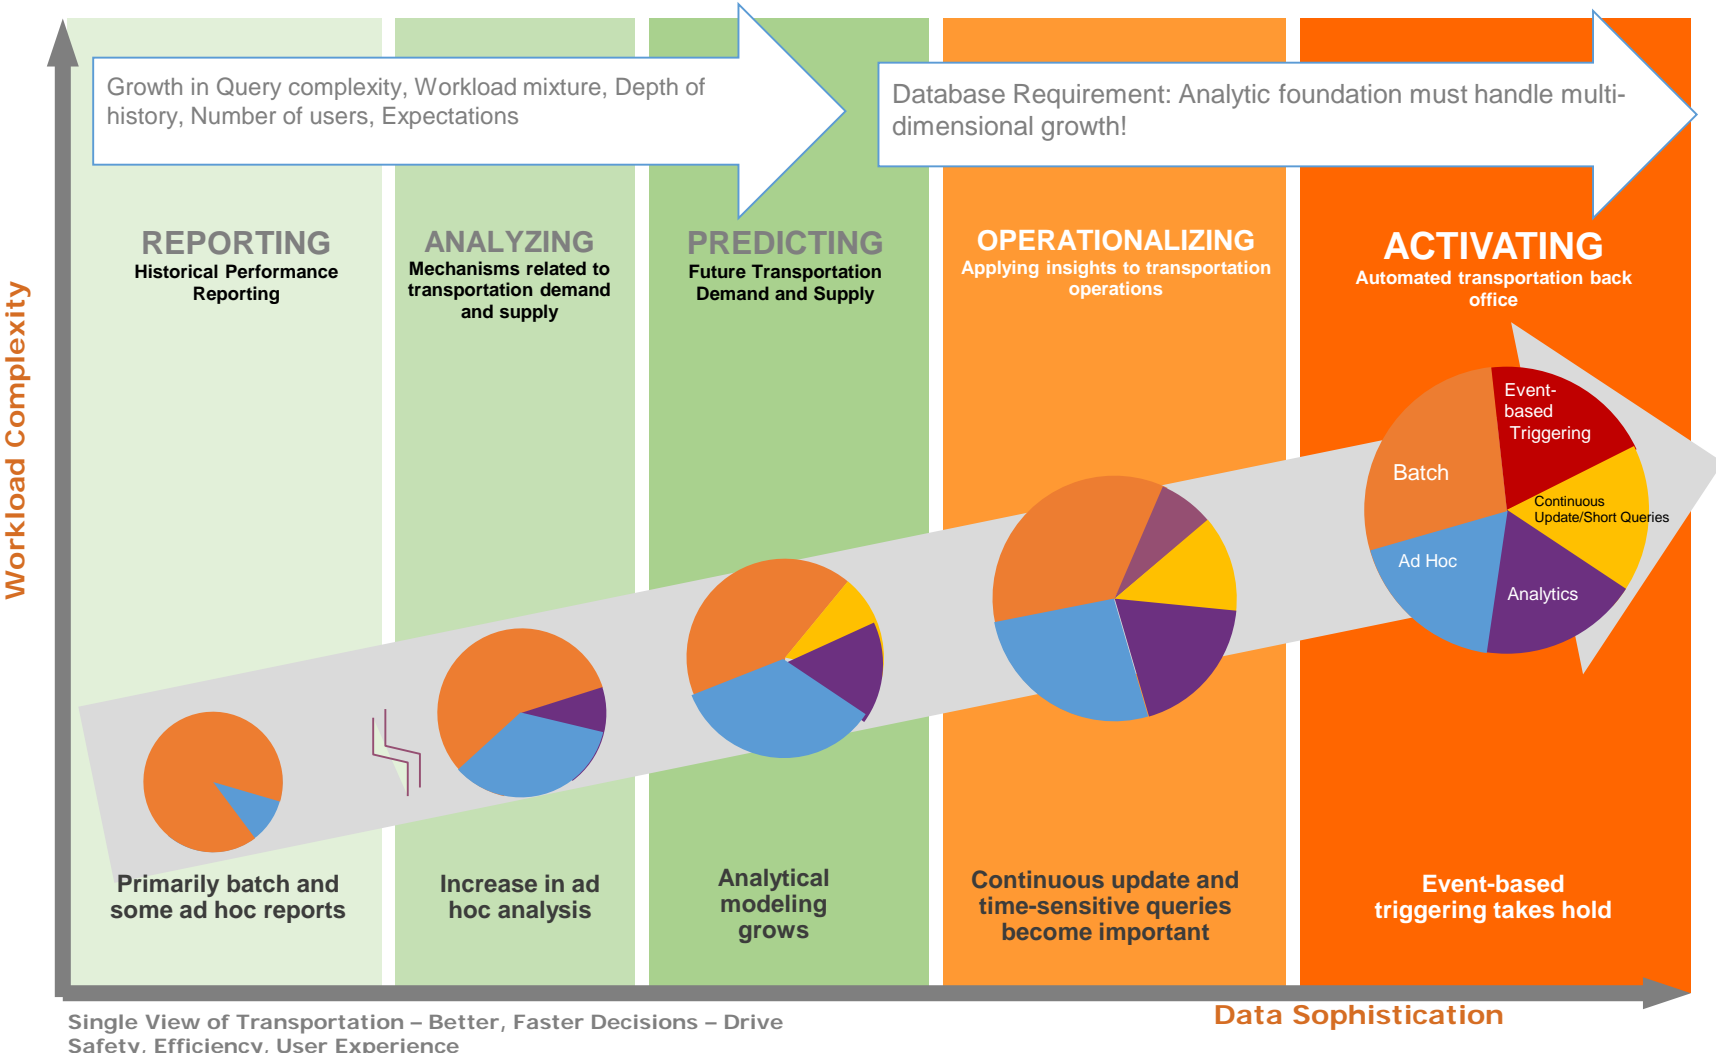 Growth in Query complexity, Workload mixture, Depth of
history, Number of users, Expectations
Database Requirement: Analytic foundation must handle multi-
dimensional growth!
REPORTING
Historical Performance
Reporting
ANALYZING
Mechanisms related to
transportation demand
and supply
PREDICTING
Future Transportation
Demand and Supply
OPERATIONALIZING
Applying insights to transportation
operations
ACTIVATING
Automated transportation back
office
Workload Complexity
Event-
based
Triggering
Batch
Continuous
Update/Short Queries
Ad Hoc
Analytics
Primarily batch and
some ad hoc reports
Increase in ad
hoc analysis
Analytical
modeling
grows
Continuous update and
time-sensitive queries
become important
Event-based
triggering takes hold
Data Sophistication
Single View of Transportation – Better, Faster Decisions – Drive
Safety, Efficiency, User Experience